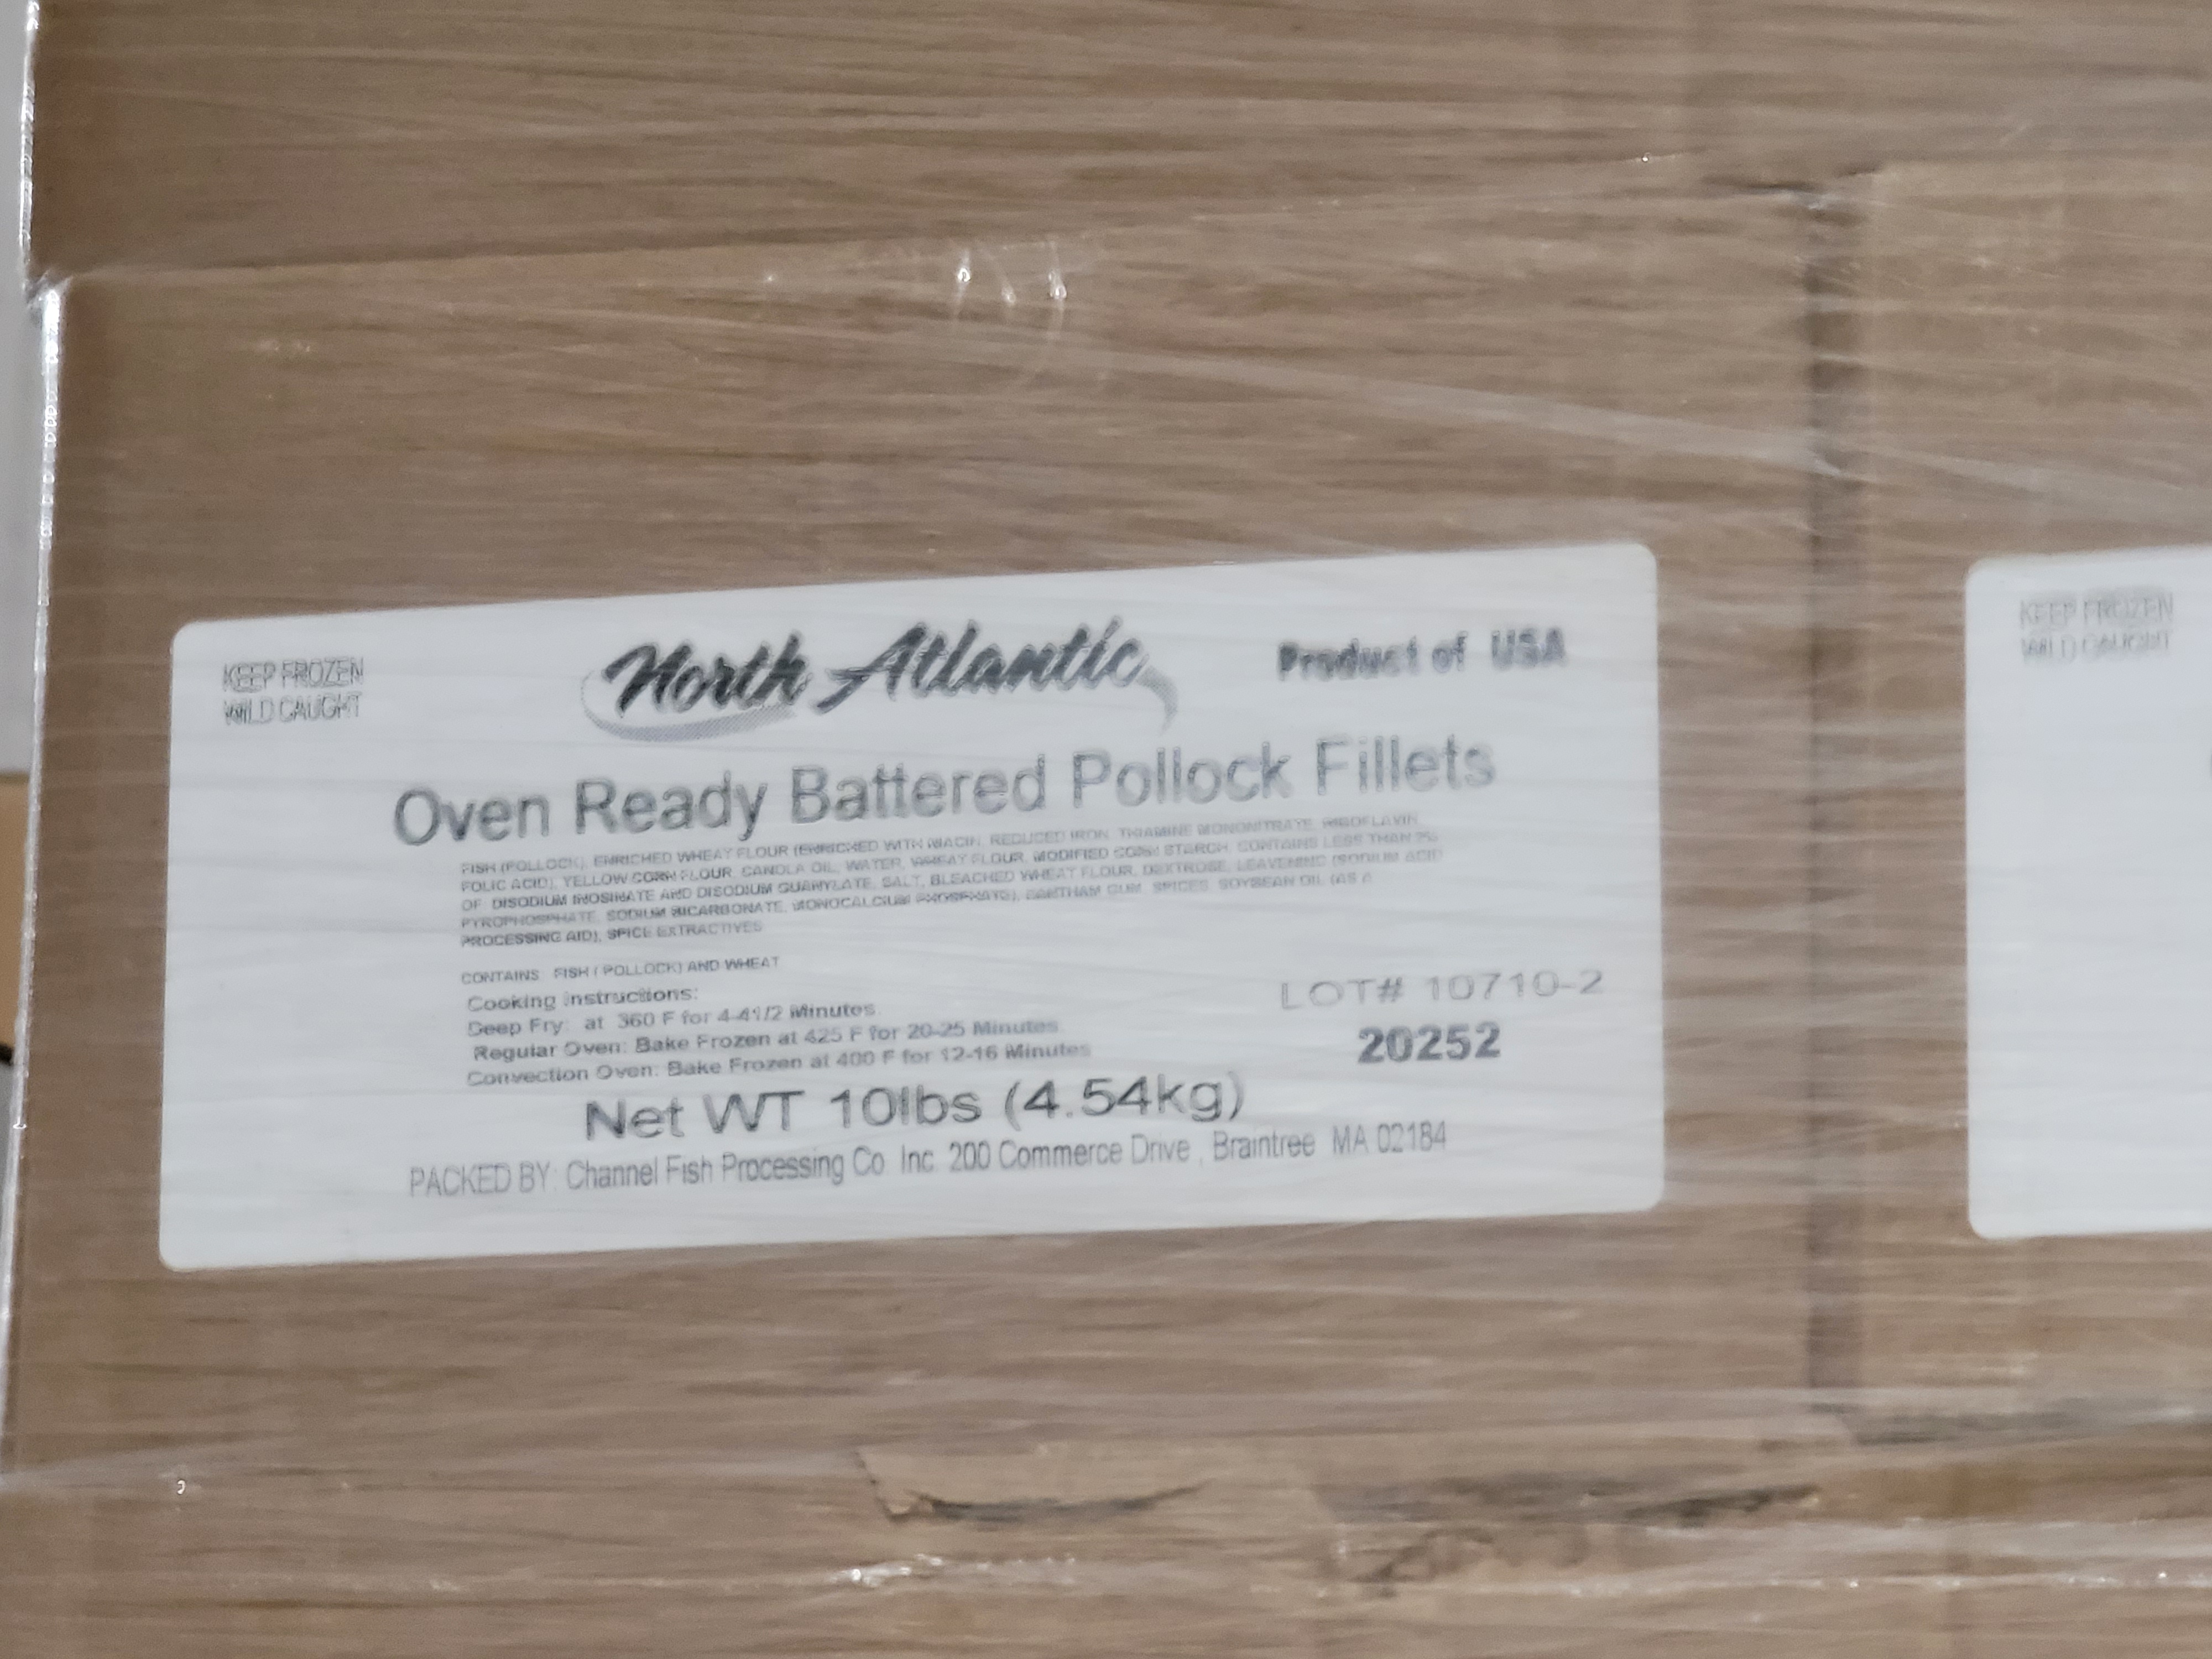 KEEP FROZEN
WILD CAUGHT
North Atlantic
Product of USA
Oven Ready Battered Pollock Fillets
FISH (POLLOCK), ENRICHED WHEAT FLOUR (ENRICHED WITH NIACIN, REDUCED IRON, THIAMINE MONONITRATE, RIBOFLAVIN,
FOLIC ACID), YELLOW CORN FLOUR, CANOLA OIL, WATER, WHEAT FLOUR, MODIFIED CORN STARCH, CONTAINS LESS THAN 2%
OF: DISODIUM INOSINATE AND DISODIUM GUANYLATE, SALT, BLEACHED WHEAT FLOUR, DEXTROSE, LEAVENING (SODIUM ACID
PYROPHOSPHATE, SODIUM BICARBONATE, MONOCALCIUM PHOSPHATE), XANTHAM GUM, SPICES, SOYBEAN OIL (AS A
PROCESSING AID), SPICE EXTRACTIVES
CONTAINS FISH (POLLOCK) AND WHEAT
Cooking Instructions:
Deep Fry: at 360 F for 4-41/2 Minutes.
Regular Oven: Bake Frozen at 425 F for 20-25 Minutes
Convection Oven: Bake Frozen at 400 F for 12-16 Minutes
LOT# 10710-2
20252
Net WT 10lbs (4.54kg)
PACKED BY: Channel Fish Processing Co Inc. 200 Commerce Drive , Braintree MA 02184
KEEP FROZEN
WILD CAUGHT